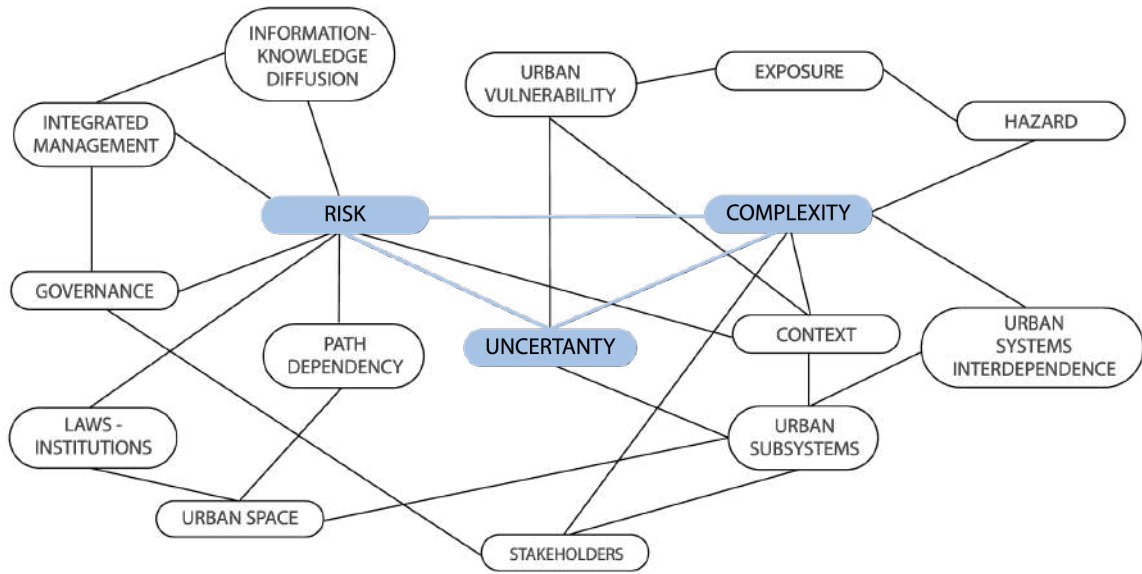 INFORMATION-
KNOWLEDGE
DIFFUSION
URBAN
VULNERABILITY
EXPOSURE
INTEGRATED
MANAGEMENT
HAZARD
RISK
COMPLEXITY
GOVERNANCE
PATH
DEPENDENCY
UNCERTANTY
CONTEXT
URBAN
SYSTEMS
INTERDEPENDENCE
LAWS -
INSTITUTIONS
URBAN
SUBSYSTEMS
URBAN SPACE
STAKEHOLDERS